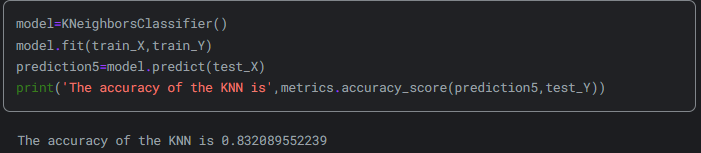 model=KNeighborsClassifier()
model.fit(train_X,train_Y)
prediction5=model.predict(test_X)
print('The accuracy of the KNN is',metrics.accuracy_score(prediction5,test_Y))
The accuracy of the KNN is 0.832089552239